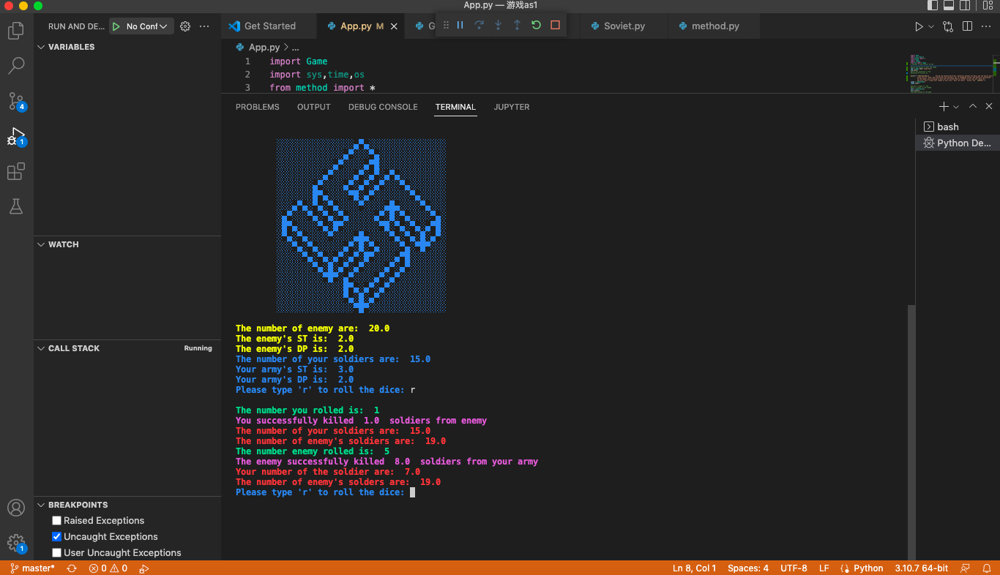 App.py — 游戏as1
RUN AND DE...
No Conf
Get Started
App.py M
G
Soviet.py
method.py
VARIABLES
App.py > ...
1 import Game
2 import sys,time,os
3 from method import *
PROBLEMS OUTPUT DEBUG CONSOLE TERMINAL JUPYTER
bash
Python De...
4
1
WATCH
The number of enemy are:  20.0
The enemy's ST is:  2.0
The enemy's DP is:  2.0
The number of your soldiers are:  15.0
Your army's ST is:  3.0
Your army's DP is:  2.0
Please type 'r' to roll the dice: r
The number you rolled is:  1
You successfully killed  1.0  soldiers from enemy
The number of your soldiers are:  15.0
The number of enemy's soldiers are:  19.0
The number enemy rolled is:  5
The enemy successfully killed  8.0  soldiers from your army
Your number of the soldier are:  7.0
The number of enemy's solders are:  19.0
Please type 'r' to roll the dice:
CALL STACK Running
BREAKPOINTS
Raised Exceptions
Uncaught Exceptions
User Uncaught Exceptions
1
master* 0 0 Ln 8, Col 1 Spaces: 4 UTF-8 LF Python 3.10.7 64-bit